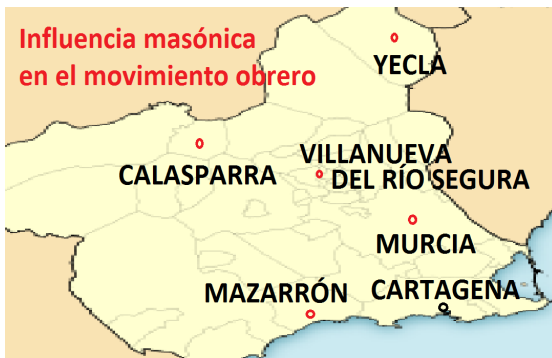 Influencia masónica
en el movimiento obrero
YECLA
CALASPARRA
VILLANUEVA
DEL RÍO SEGURA
MURCIA
MAZARRÓN
CARTAGENA